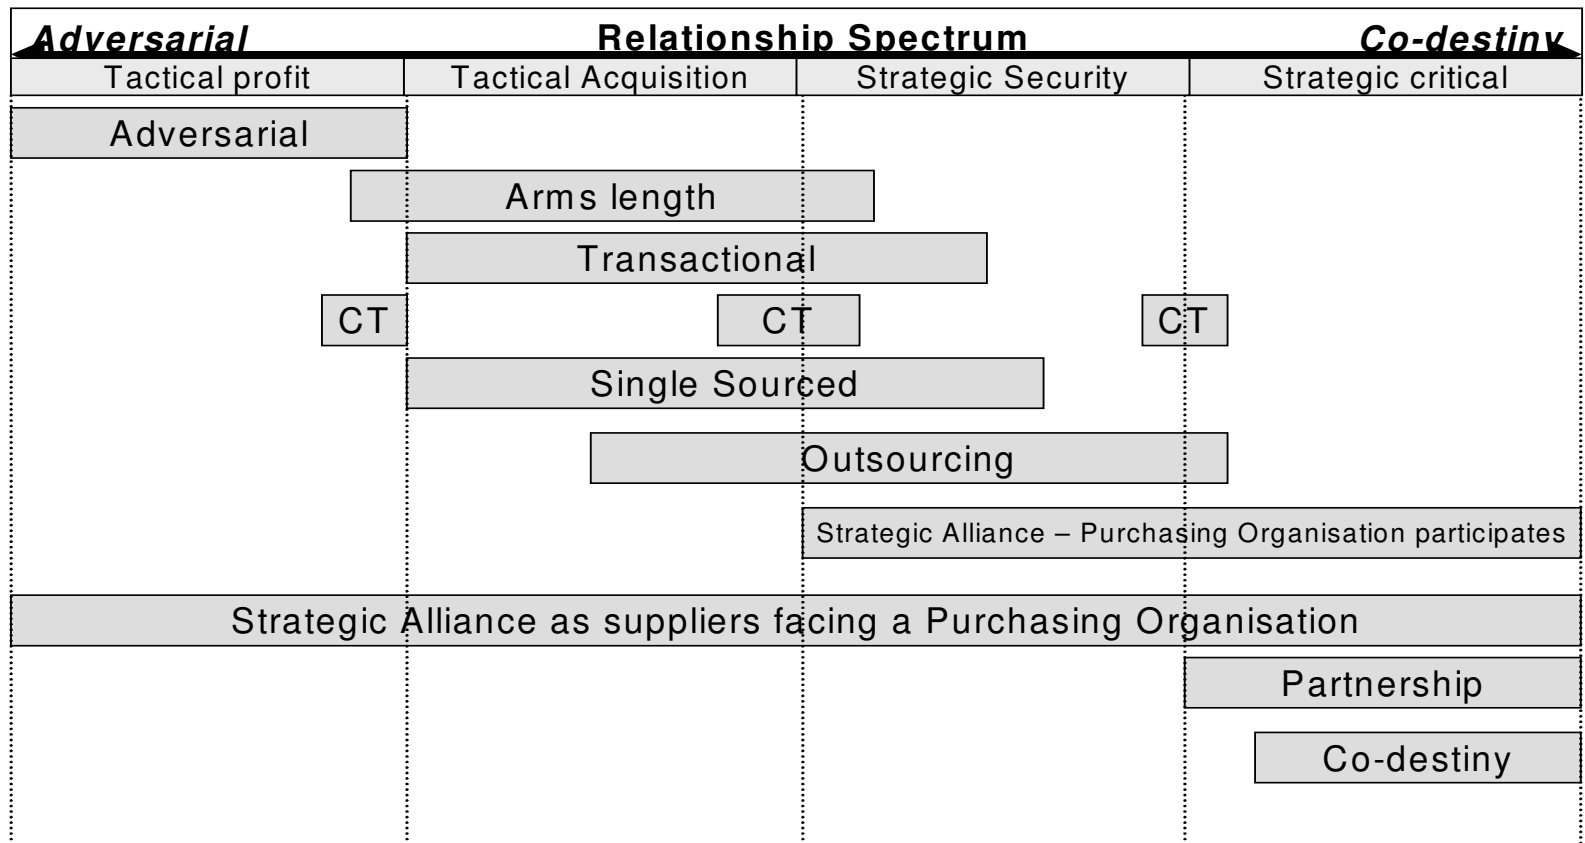 Adversarial Relationship Spectrum Co-destiny
Tactical profit Tactical Acquisition Strategic Security Strategic critical
Adversarial
Arms length
Transactional
CT CT CT
Single Sourced
Outsourcing
Strategic Alliance – Purchasing Organisation participates
Strategic Alliance as suppliers facing a Purchasing Organisation
Partnership
Co-destiny